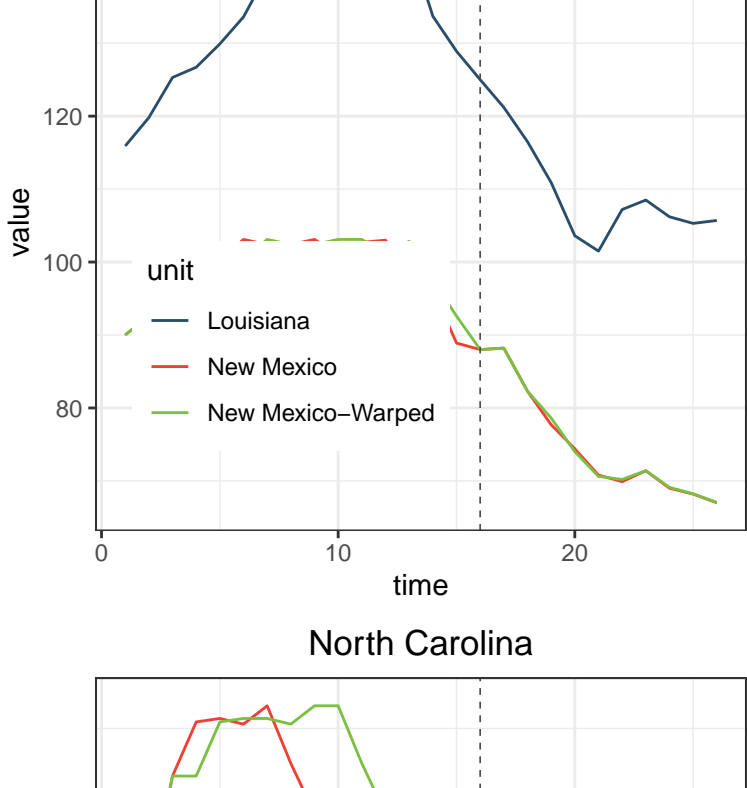 120
value
100
unit
Louisiana
New Mexico
New Mexico−Warped
80
0 10 20
time
North Carolina